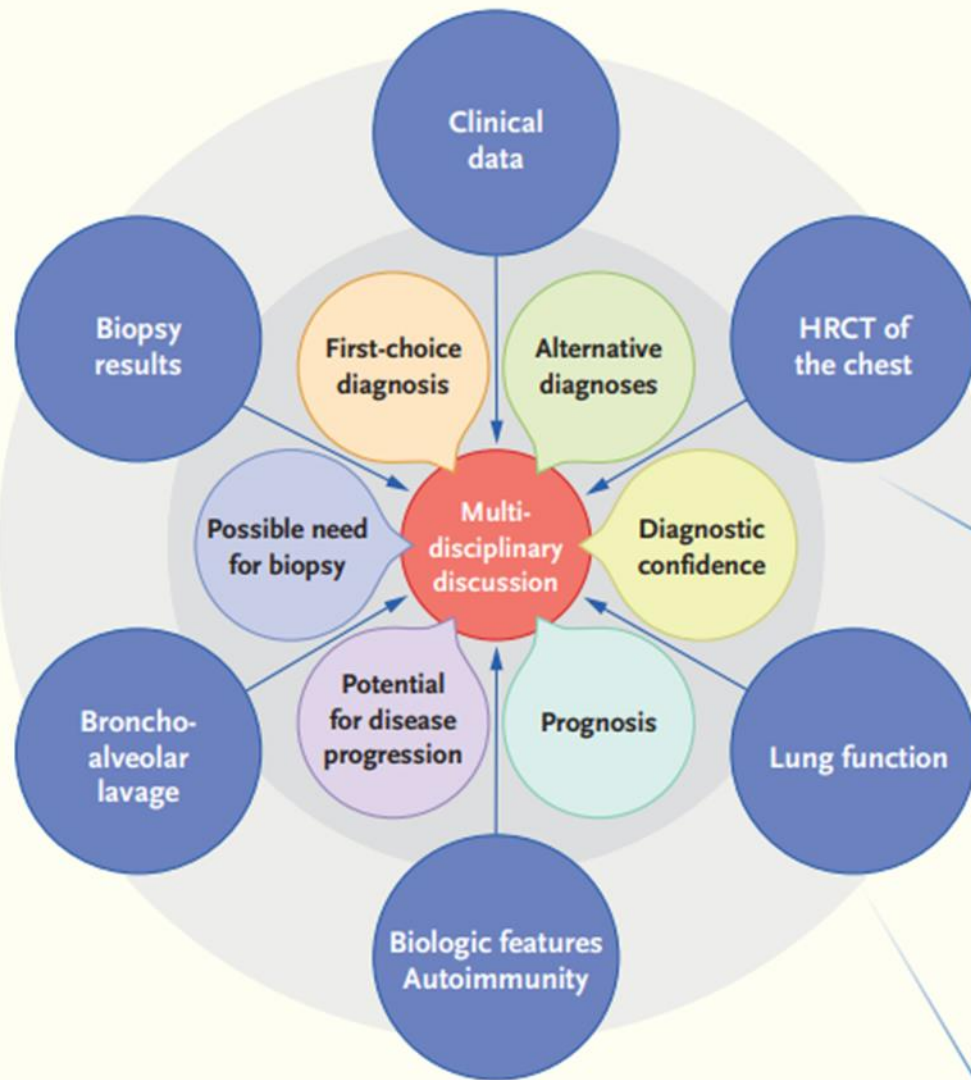 Clinical
data
Biopsy
results
HRCT of
the chest
First-choice
diagnosis
Alternative
diagnoses
Possible need
for biopsy
Multi-
disciplinary
discussion
Diagnostic
confidence
Potential
for disease
progression
Prognosis
Broncho-
alveolar
lavage
Lung function
Biologic features
Autoimmunity